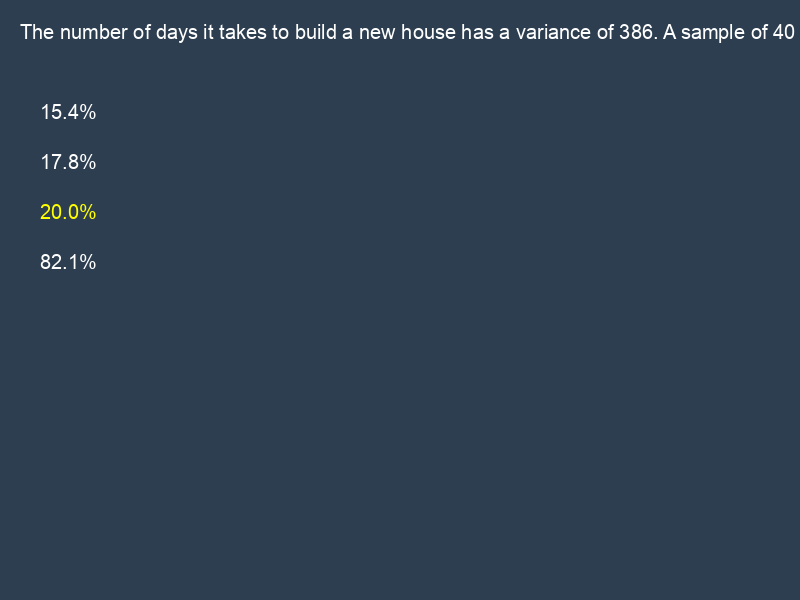 The number of days it takes to build a new house has a variance of 386. A sample of 40
15.4%
17.8%
20.0%
82.1%